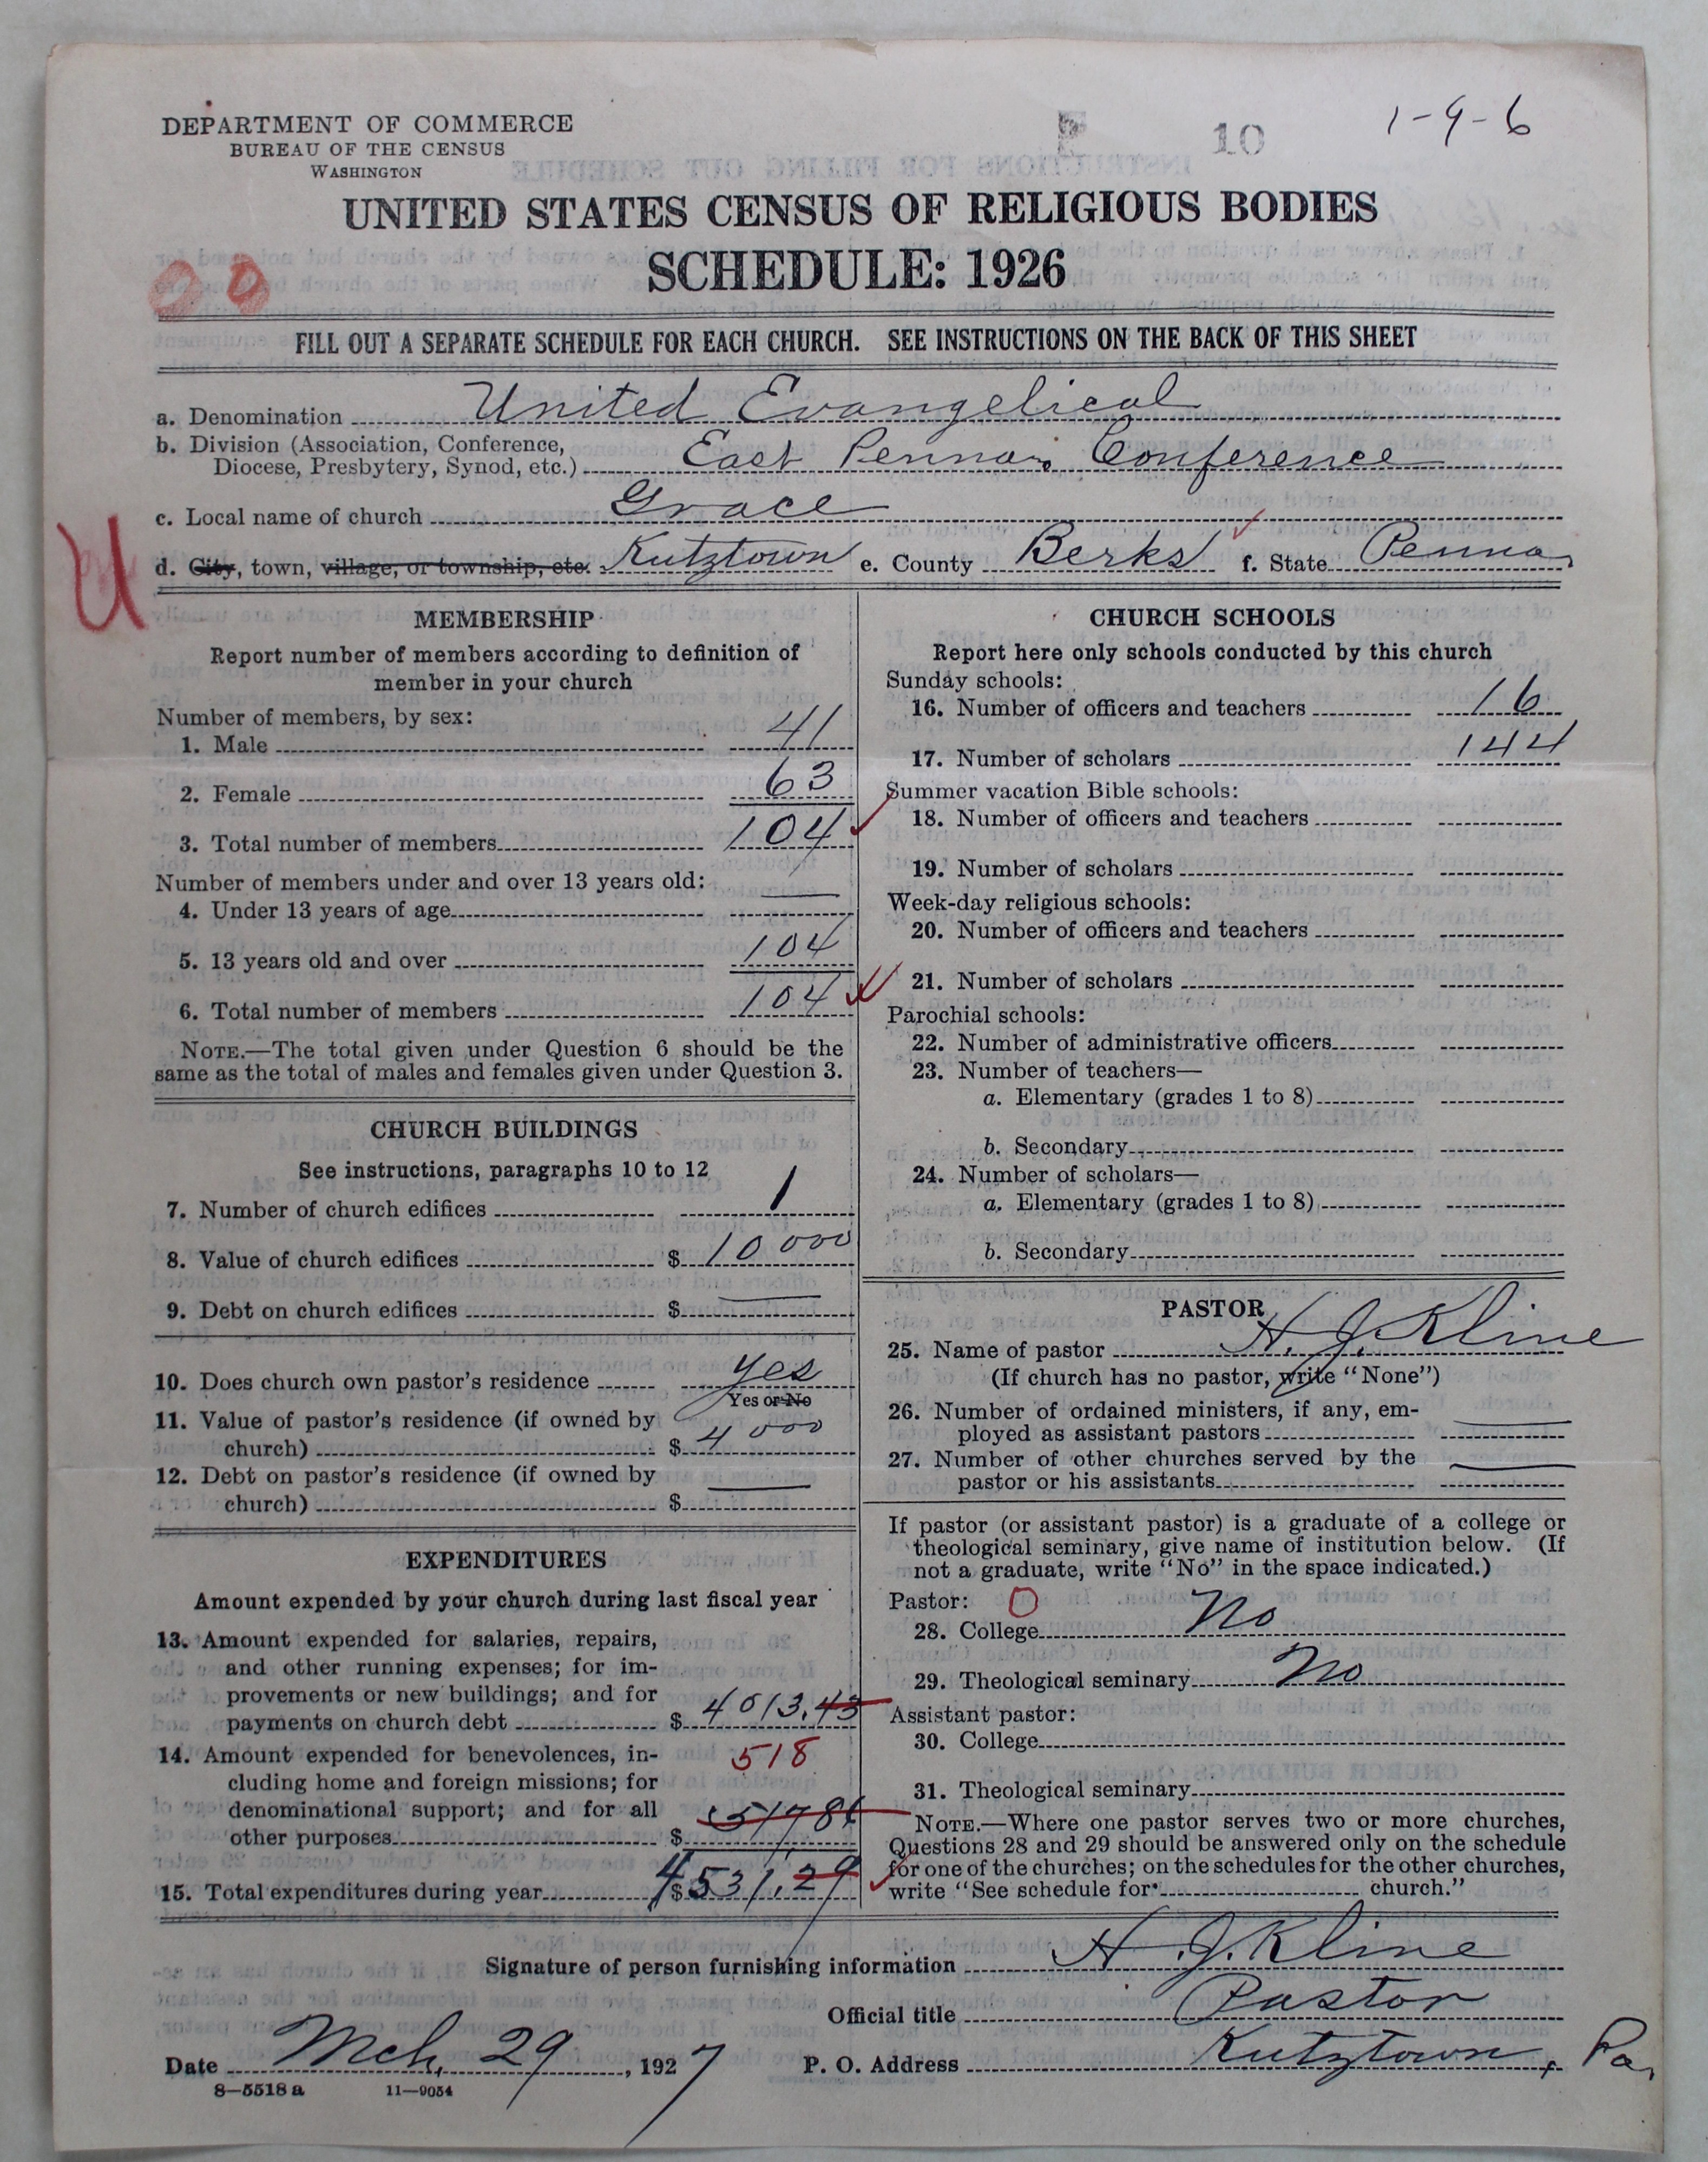 DEPARTMENT OF COMMERCE
BUREAU OF THE CENSUS
WASHINGTON
10
1-9-6
UNITED STATES CENSUS OF RELIGIOUS BODIES
SCHEDULE: 1926
FILL OUT A SEPARATE SCHEDULE FOR EACH CHURCH. SEE INSTRUCTIONS ON THE BACK OF THIS SHEET
a. Denomination United Evangelical
b. Division (Association, Conference,
Diocese, Presbytery, Synod, etc.) East Penna. Conference
c. Local name of church Grace
U
d. City, town, village, or township, etc. Kutztown e. County Berks f. State Penna.
MEMBERSHIP
Report number of members according to definition of
member in your church
Number of members, by sex:
1. Male 41
2. Female 63
3. Total number of members 104
Number of members under and over 13 years old:
4. Under 13 years of age —
5. 13 years old and over 104
6. Total number of members 104
NOTE.—The total given under Question 6 should be the
same as the total of males and females given under Question 3.
CHURCH BUILDINGS
See instructions, paragraphs 10 to 12
7. Number of church edifices 1
8. Value of church edifices $ 10000
9. Debt on church edifices $ —
10. Does church own pastor's residence Yes
Yes or No
11. Value of pastor's residence (if owned by
church) $ 4000
12. Debt on pastor's residence (if owned by
church) $ —
EXPENDITURES
Amount expended by your church during last fiscal year
13. Amount expended for salaries, repairs,
and other running expenses; for im-
provements or new buildings; and for
payments on church debt $ 4013.43
14. Amount expended for benevolences, in-
518
cluding home and foreign missions; for
denominational support; and for all
other purposes $ 517 86
15. Total expenditures during year $ 4531.29
CHURCH SCHOOLS
Report here only schools conducted by this church
Sunday schools:
16. Number of officers and teachers 16
17. Number of scholars 144
Summer vacation Bible schools:
18. Number of officers and teachers
19. Number of scholars
Week-day religious schools:
20. Number of officers and teachers
21. Number of scholars
Parochial schools:
22. Number of administrative officers
23. Number of teachers—
a. Elementary (grades 1 to 8)
b. Secondary
24. Number of scholars—
a. Elementary (grades 1 to 8)
b. Secondary
PASTOR
25. Name of pastor H. J. Kline
(If church has no pastor, write "None")
26. Number of ordained ministers, if any, em-
ployed as assistant pastors —
27. Number of other churches served by the
pastor or his assistants —
If pastor (or assistant pastor) is a graduate of a college or
theological seminary, give name of institution below. (If
not a graduate, write "No" in the space indicated.)
Pastor: 0
28. College No
29. Theological seminary No
Assistant pastor:
30. College
31. Theological seminary
NOTE.—Where one pastor serves two or more churches,
Questions 28 and 29 should be answered only on the schedule
for one of the churches; on the schedules for the other churches,
write "See schedule for church."
Signature of person furnishing information H. J. Kline
Official title Pastor
Date Mch. 29, 1927 P. O. Address Kutztown, Pa.
8—5518 a 11—9054